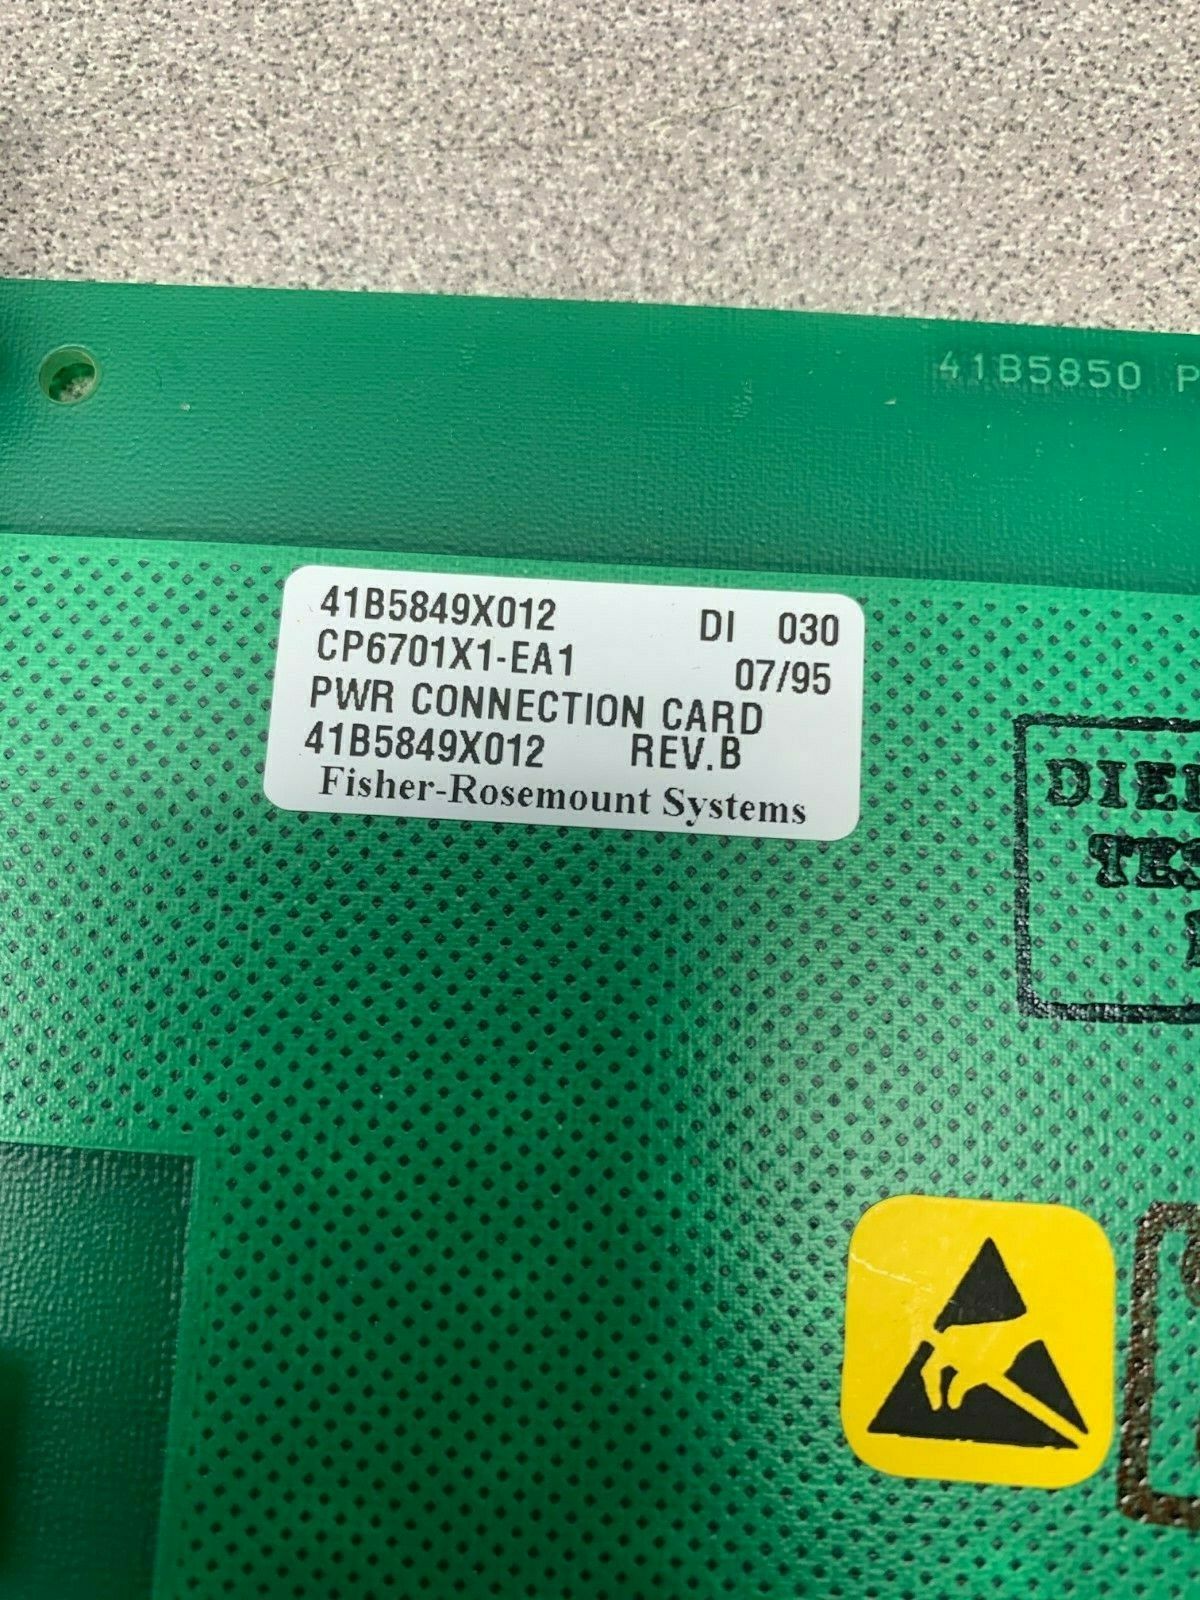 41B5850 P
41B5849X012 DI 030
CP6701X1-EA1 07/95
PWR CONNECTION CARD
41B5849X012 REV.B
Fisher-Rosemount Systems